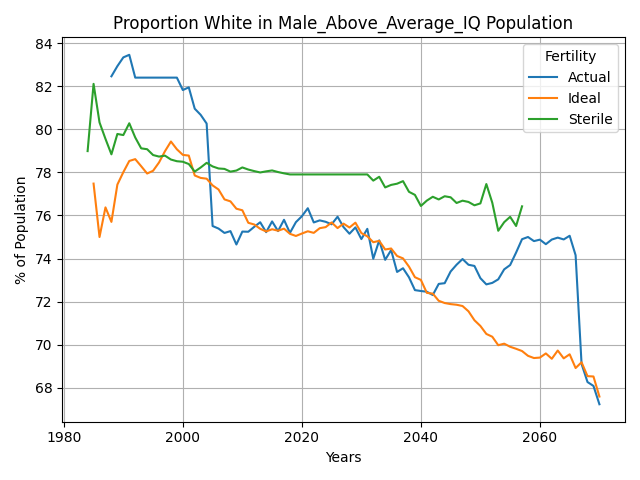 Proportion White in Male_Above_Average_IQ Population
84
82
80
78
76
74
72
70
68
% of Population
Fertility
Actual
Ideal
Sterile
1980
2000
2020
2040
2060
Years